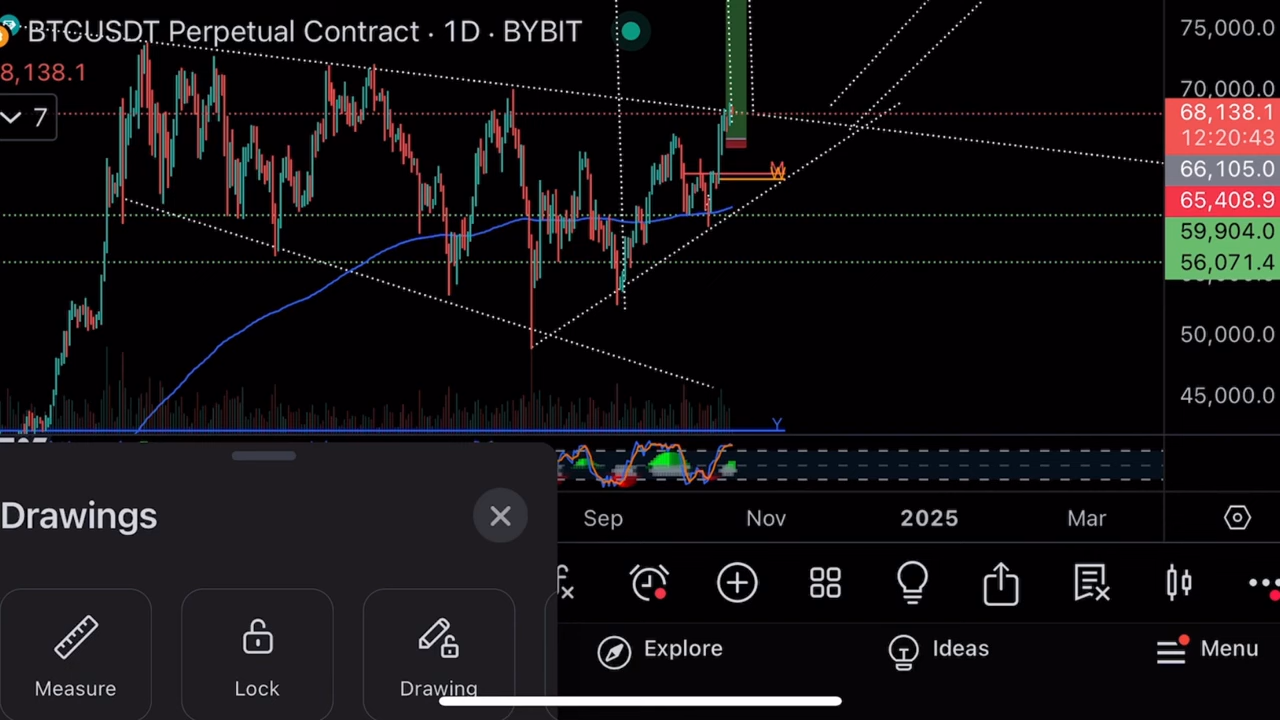 BTCUSDT Perpetual Contract · 1D · BYBIT
8,138.1
7
75,000.0
70,000.0
68,138.1
12:20:43
66,105.0
65,408.9
59,904.0
56,071.4
50,000.0
45,000.0
W
Y
Sep Nov 2025 Mar
Drawings
Measure Lock Drawing
Explore Ideas Menu